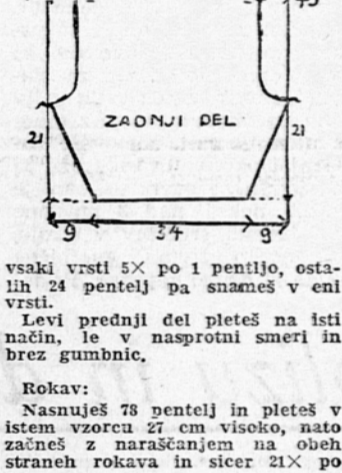 ZADNJI DEL
21
21
9 34 9
vsaki vrsti 5X po 1 pentljo, osta-
lih 24 pentelj pa snameš v eni
vrsti.
Levi prednji del pleteš na isti
način, le v nasprotni smeri in
brez gumbnic.
Rokav:
Nasnuješ 78 pentelj in pleteš v
istem vzorcu 27 cm visoko, nato
začneš z naraščanjem na obeh
straneh rokava in sicer 21X po